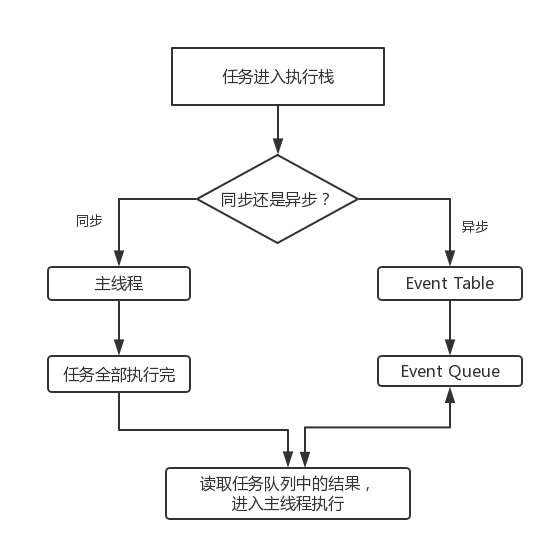 任务进入执行栈
同步还是异步？
同步
异步
主线程
Event Table
任务全部执行完
Event Queue
读取任务队列中的结果，
进入主线程执行